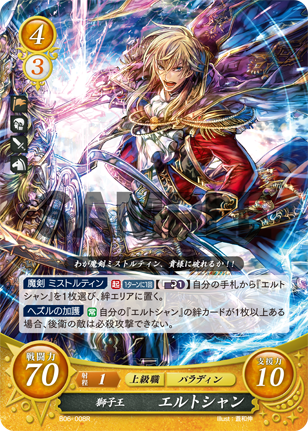 4
3
わが魔剣ミストルティン、貴様に破れるか!!
魔剣 ミストルティン 起 1ターンに1回 自分の手札から『エルト
シャン』を1枚選び、絆エリアに置く。
ヘズルの加護 常 自分の『エルトシャン』の絆カードが1枚以上あ
る場合、後衛の敵は必殺攻撃できない。
戦闘力
70
射程
1
上級職
パラディン
支援力
10
獅子王 エルトシャン